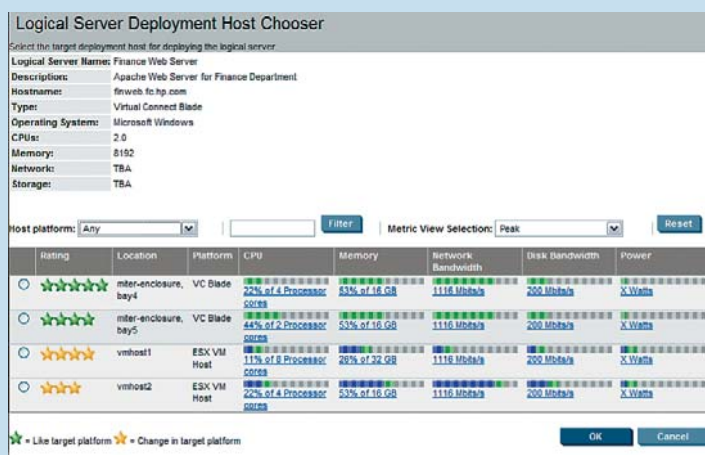 Logical Server Deployment Host Chooser
Select the target deployment host for deploying the logical server
Logical Server Name: Finance Web Server
Description: Apache Web Server for Finance Department
Hostname: finweb.fc.hp.com
Type: Virtual Connect Blade
Operating System: Microsoft Windows
CPUs: 2.0
Memory: 8192
Network: TBA
Storage: TBA
Host platform: Any Filter Metric View Selection: Peak Reset
Rating Location Platform CPU Memory Network Bandwidth Disk Bandwidth Power
mter-enclosure, bay4 VC Blade 22% of 4 Processor cores 53% of 16 GB 1116 Mbits/s 200 Mbits/s X Watts
mter-enclosure, bay5 VC Blade 44% of 2 Processor cores 53% of 16 GB 1116 Mbits/s 200 Mbits/s X Watts
vmhost1 ESX VM Host 11% of 8 Processor cores 26% of 32 GB 1116 Mbits/s 200 Mbits/s X Watts
vmhost2 ESX VM Host 22% of 4 Processor cores 53% of 16 GB 1116 Mbits/s 200 Mbits/s X Watts
= Like target platform = Change in target platform
OK Cancel